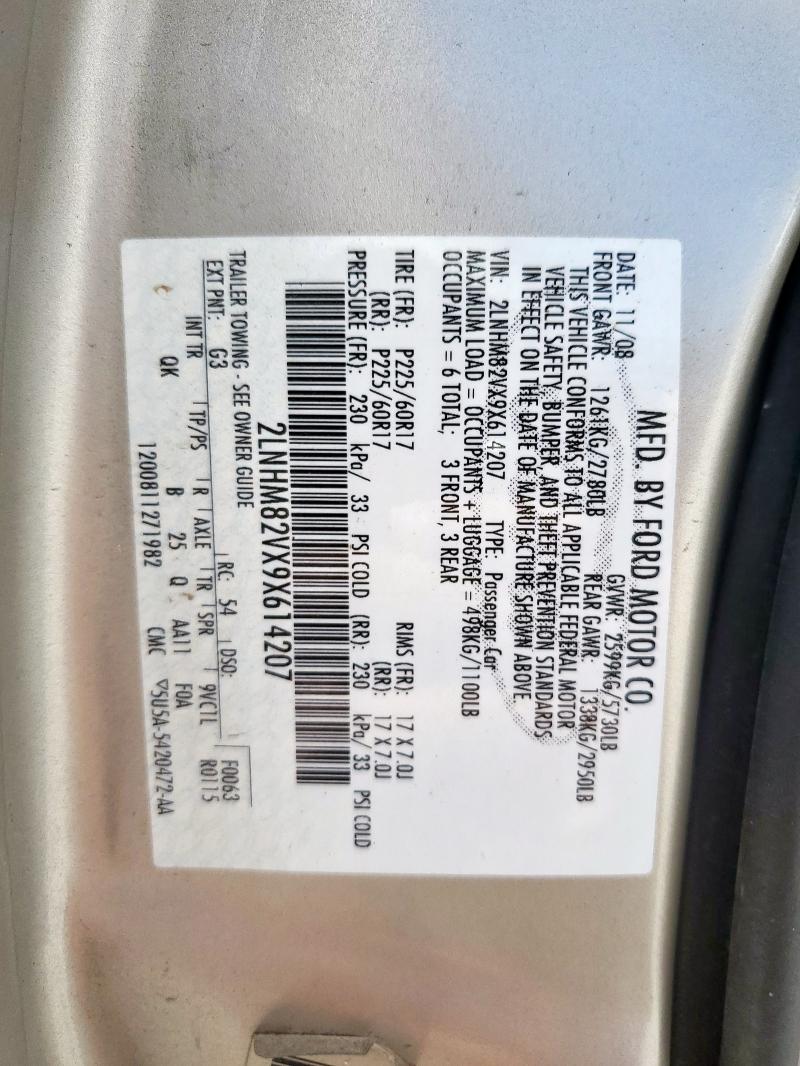 MFD. BY FORD MOTOR CO.
DATE: 11/08 GVWR: 2599KG/5730LB
FRONT GAWR: 1261KG/2780LB REAR GAWR: 1338KG/2950LB
THIS VEHICLE CONFORMS TO ALL APPLICABLE FEDERAL MOTOR
VEHICLE SAFETY, BUMPER, AND THEFT PREVENTION STANDARDS
IN EFFECT ON THE DATE OF MANUFACTURE SHOWN ABOVE
VIN: 2LNHM82VX9X614207 TYPE: Passenger Car
MAXIMUM LOAD = OCCUPANTS + LUGGAGE = 498KG/1100LB
OCCUPANTS = 6 TOTAL; 3 FRONT, 3 REAR
TIRE (FR): P225/60R17 RIMS (FR): 17 X 7.0J
(RR): P225/60R17 (RR): 17 X 7.0J
PRESSURE (FR): 230 kPa/ 33 PSI COLD (RR): 230 kPa/ 33 PSI COLD
2LNHM82VX9X614207
TRAILER TOWING - SEE OWNER GUIDE
EXT PNT: G3 RC: 54 DSO: F0063
R0115
INT TR TP/PS R AXLE TR SPR 9VC1L
QK B 25 Q AA11 F0A
1200811271982 CMC ▽5U5A-5420472-AA